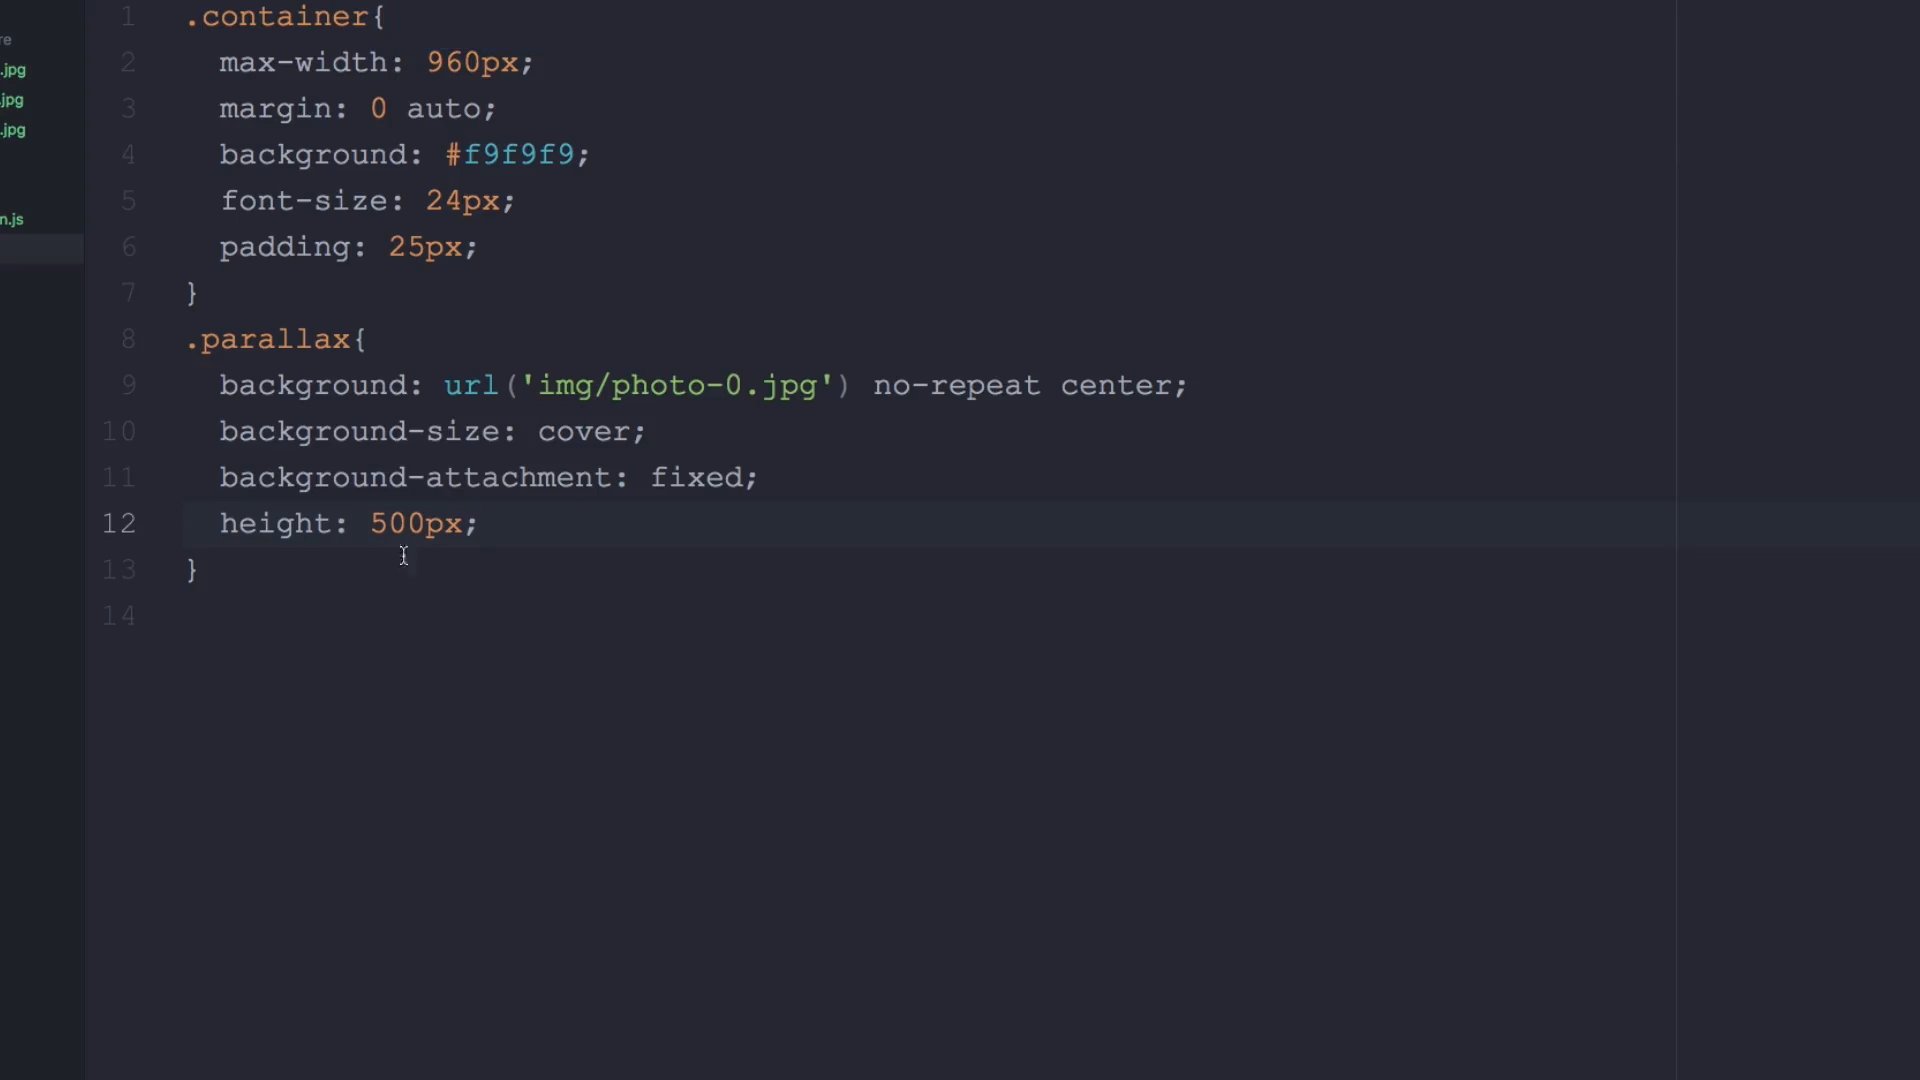 re
.jpg
.jpg
.jpg
n.js
1 .container{
2 max-width: 960px;
3 margin: 0 auto;
4 background: #f9f9f9;
5 font-size: 24px;
6 padding: 25px;
7 }
8 .parallax{
9 background: url('img/photo-0.jpg') no-repeat center;
10 background-size: cover;
11 background-attachment: fixed;
12 height: 500px;
13 }
14